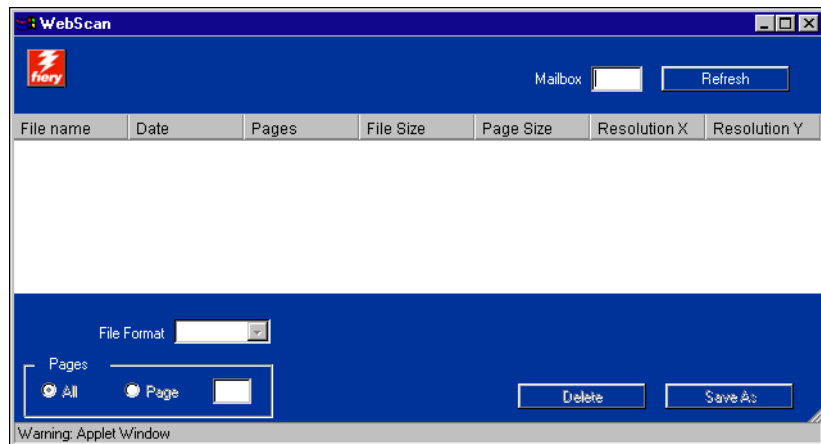 WebScan
fiery
Mailbox Refresh
File name Date Pages File Size Page Size Resolution X Resolution Y
File Format
Pages
All Page
Delete Save As
Warning: Applet Window